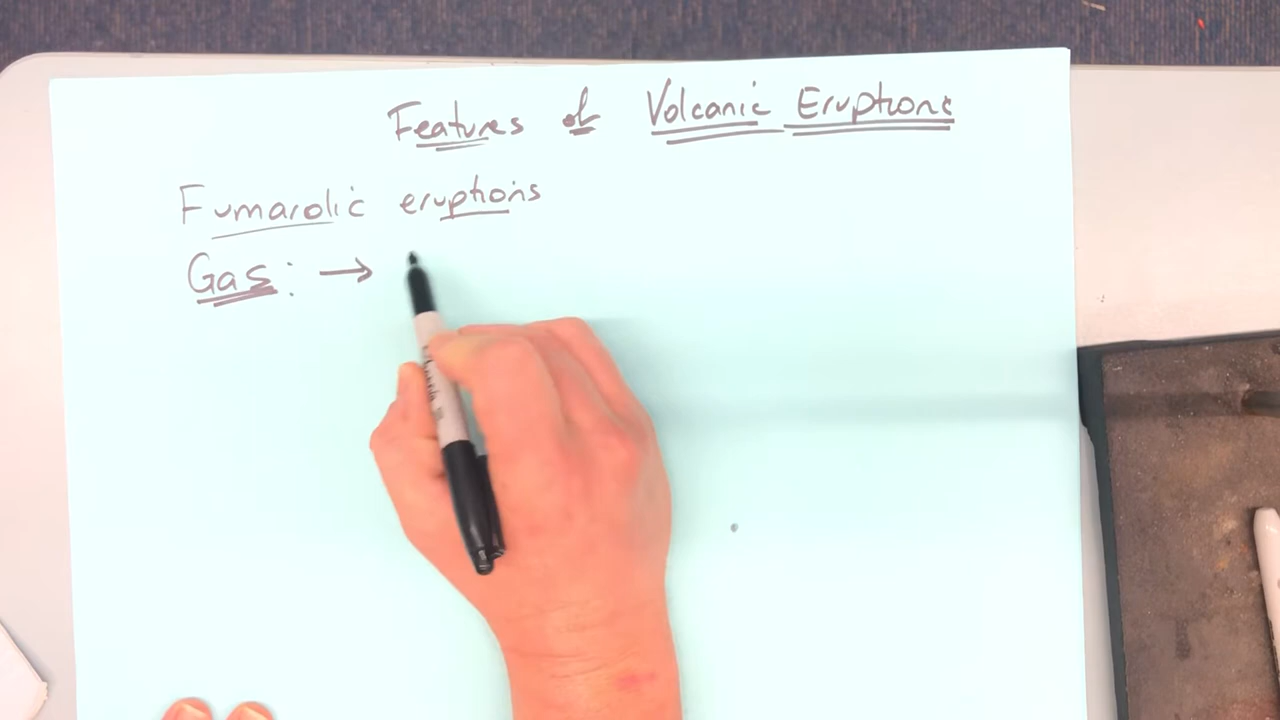 Features of Volcanic Eruptions
Fumarolic eruptions
Gas: →